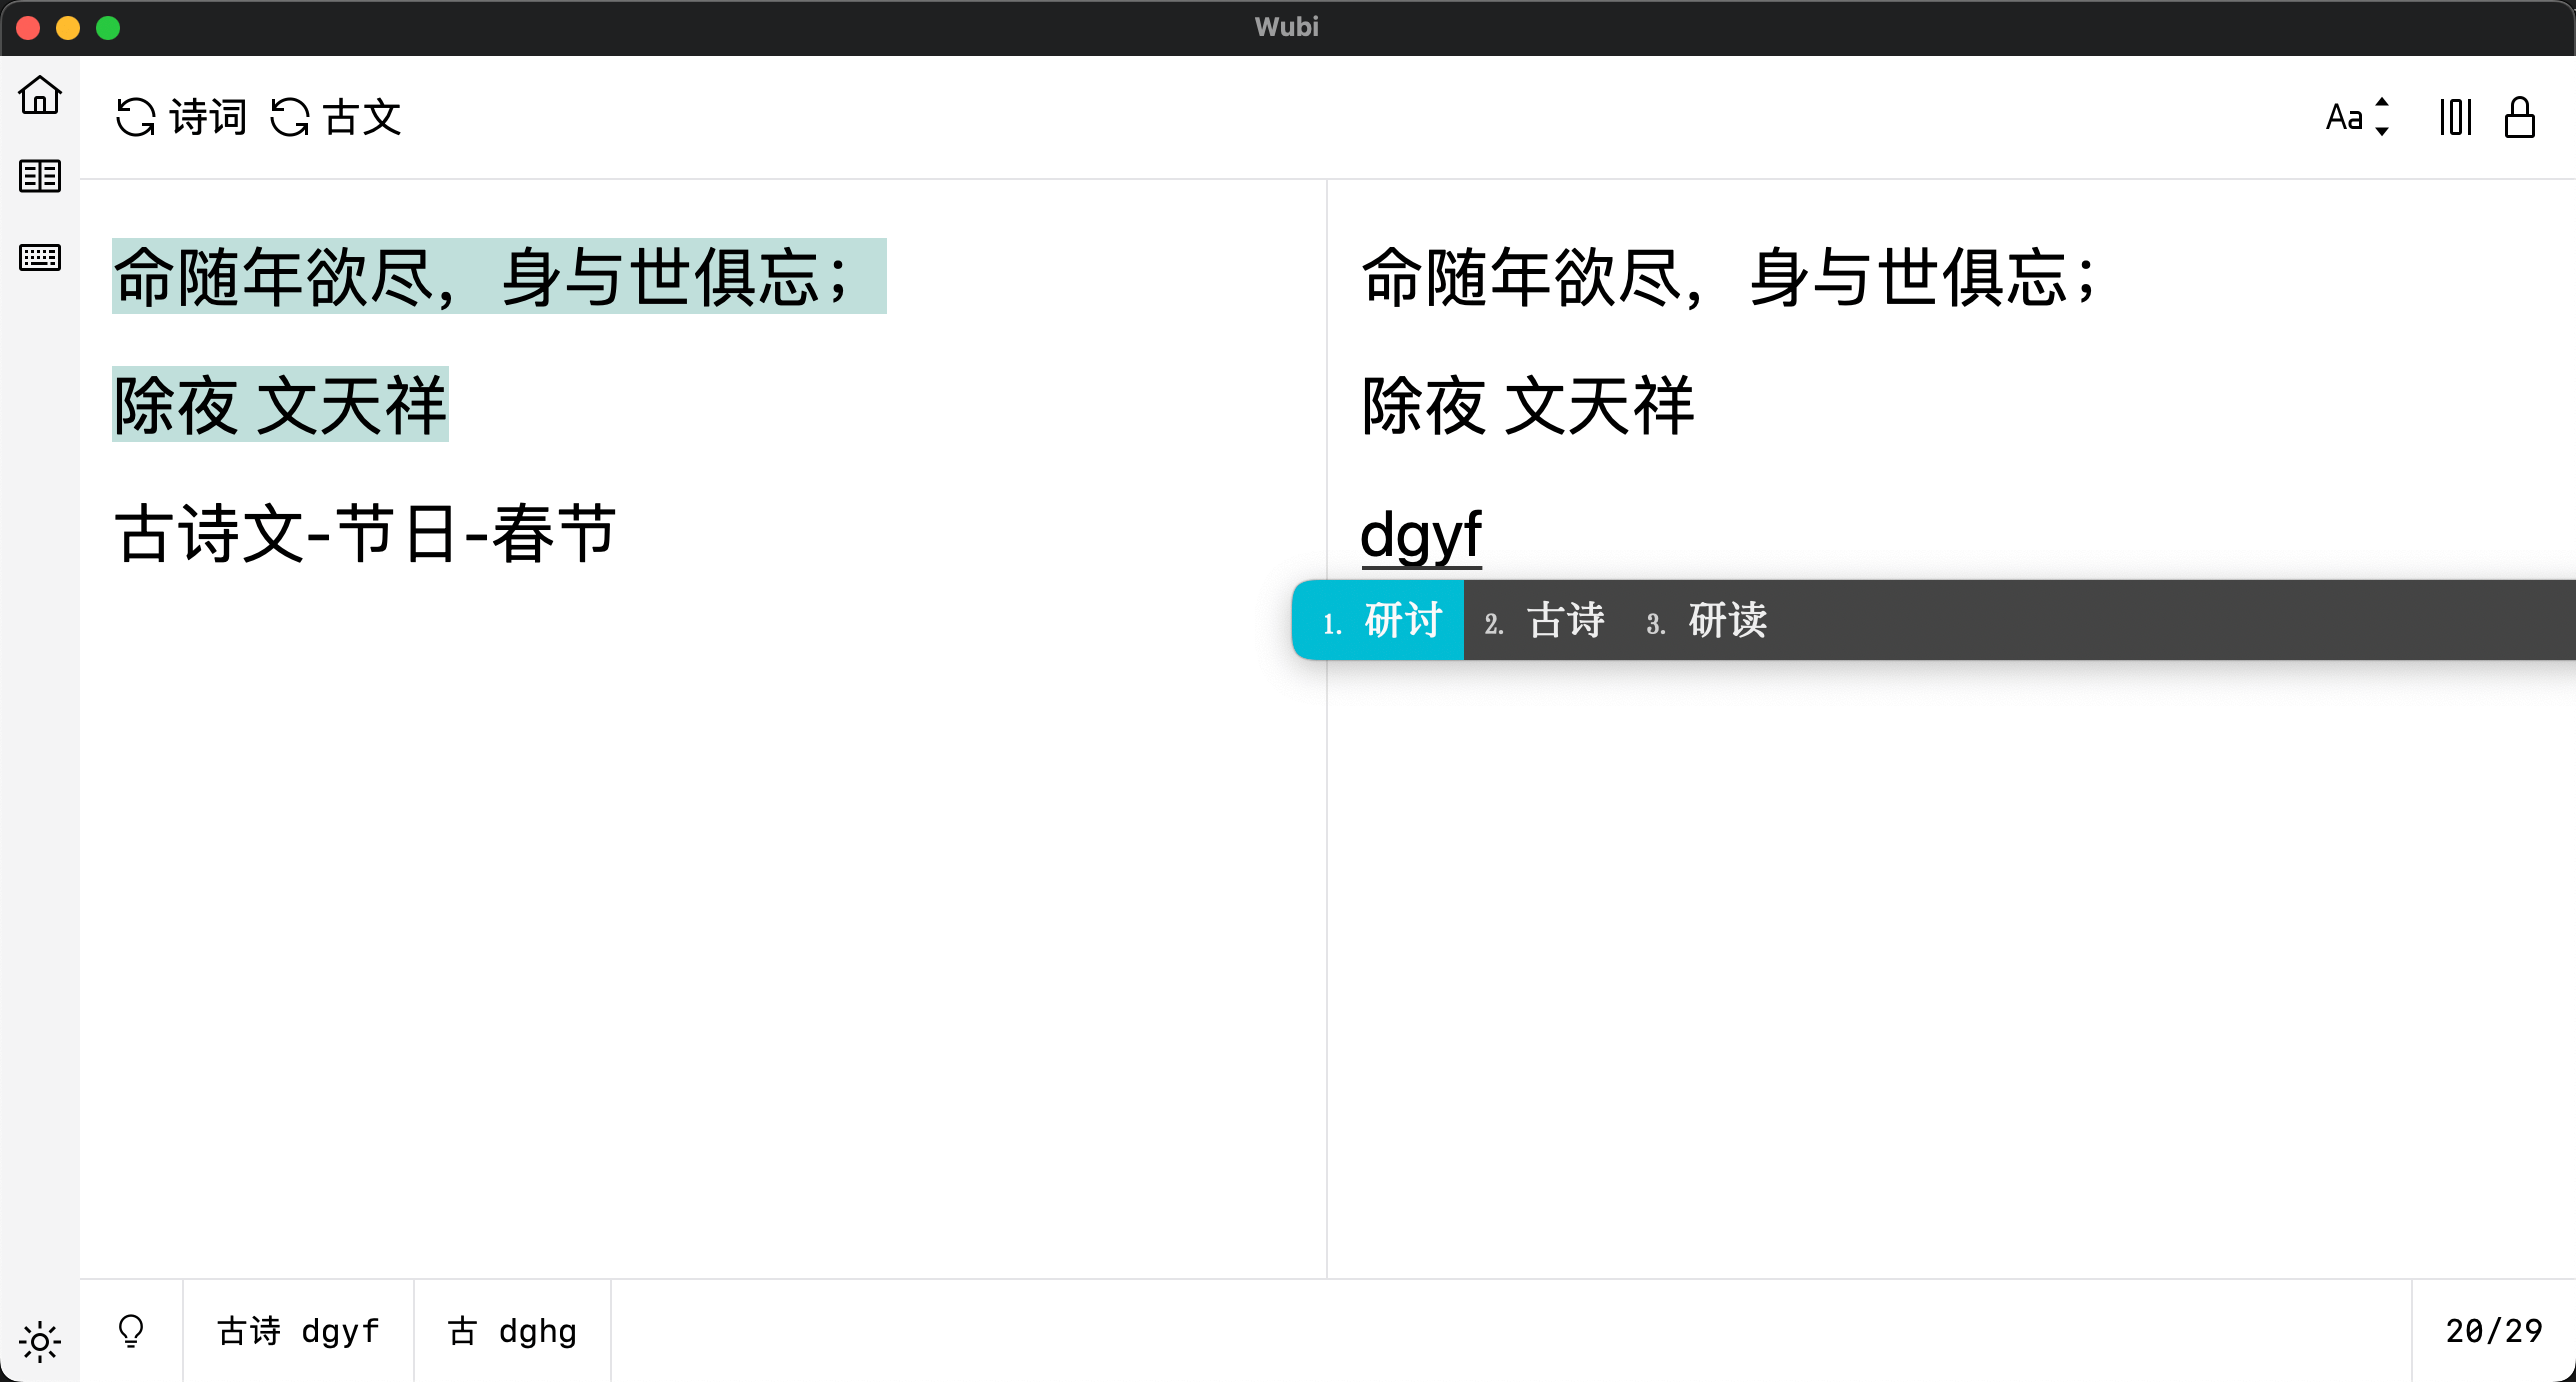 Wubi
诗词 古文 Aa
命随年欲尽，身与世俱忘；
除夜 文天祥
古诗文-节日-春节
命随年欲尽，身与世俱忘；
除夜 文天祥
dgyf
1. 研讨 2. 古诗 3. 研读
古诗 dgyf 古 dghg 20/29